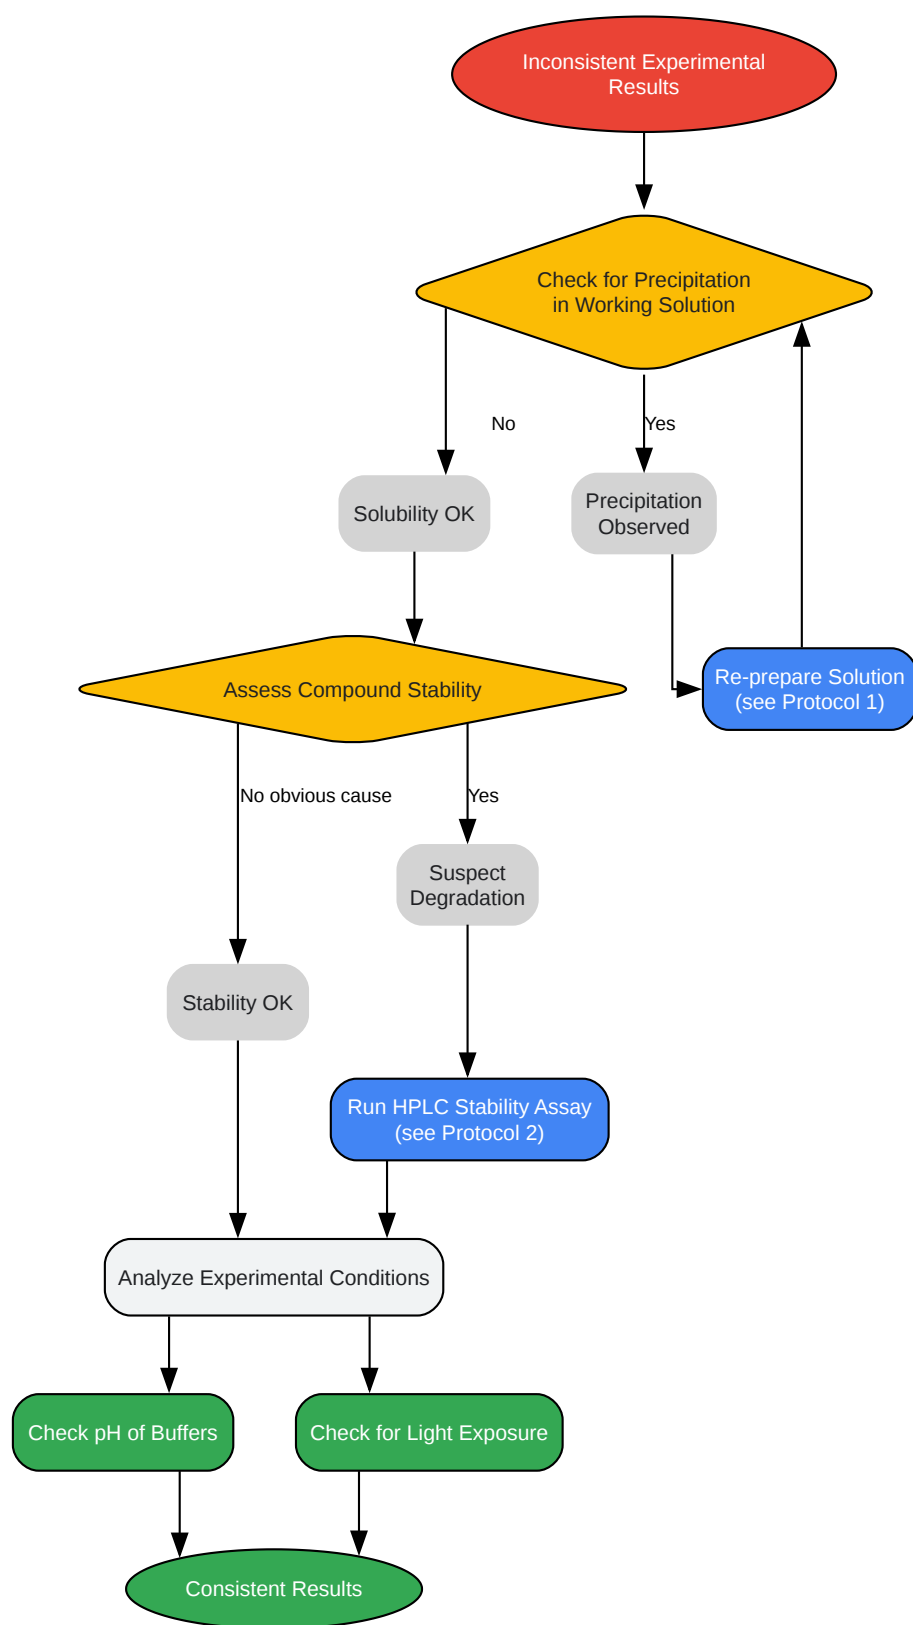 Inconsistent Experimental
Results
Check for Precipitation
in Working Solution
No
Yes
Solubility OK
Precipitation
Observed
Assess Compound Stability
Re-prepare Solution
(see Protocol 1)
No obvious cause
Yes
Suspect
Degradation
Stability OK
Run HPLC Stability Assay
(see Protocol 2)
Analyze Experimental Conditions
Check pH of Buffers
Check for Light Exposure
Consistent Results